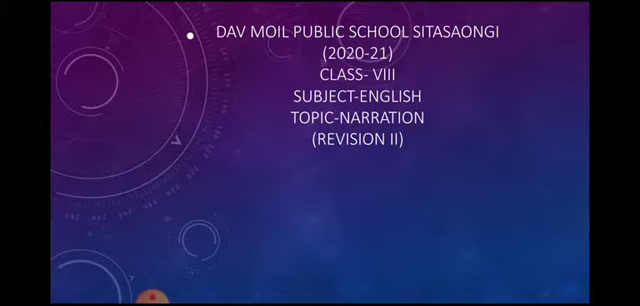 DAV MOIL PUBLIC SCHOOL SITASAONGI
(2020-21)
CLASS- VIII
SUBJECT-ENGLISH
TOPIC-NARRATION
(REVISION II)